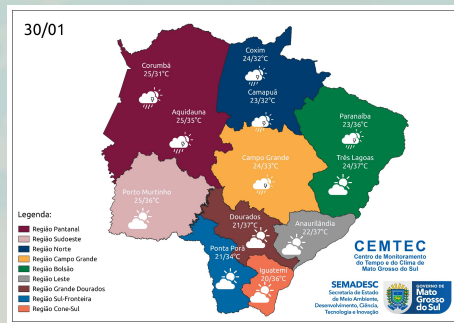 30/01
Coxim
24/32°C
Corumbá
25/31°C
Camapuã
23/32°C
Aquidauna
25/35°C
Paranaíba
23/36°C
Campo Grande
24/33°C
Três Lagoas
24/37°C
Porto Murtinho
25/36°C
Dourados
21/37°C
Anaurilândia
22/37°C
Ponta Porã
21/34°C
Iguatemi
20/36°C
Legenda:
Região Pantanal
Região Sudoeste
Região Norte
Região Campo Grande
Região Bolsão
Região Leste
Região Grande Dourados
Região Sul-Fronteira
Região Cone-Sul
CEMTEC
Centro de Monitoramento
do Tempo e do Clima de
Mato Grosso do Sul
SEMADESC
Secretaria de Estado
de Meio Ambiente,
Desenvolvimento, Ciência,
Tecnologia e Inovação
GOVERNO DE
Mato
Grosso
do Sul